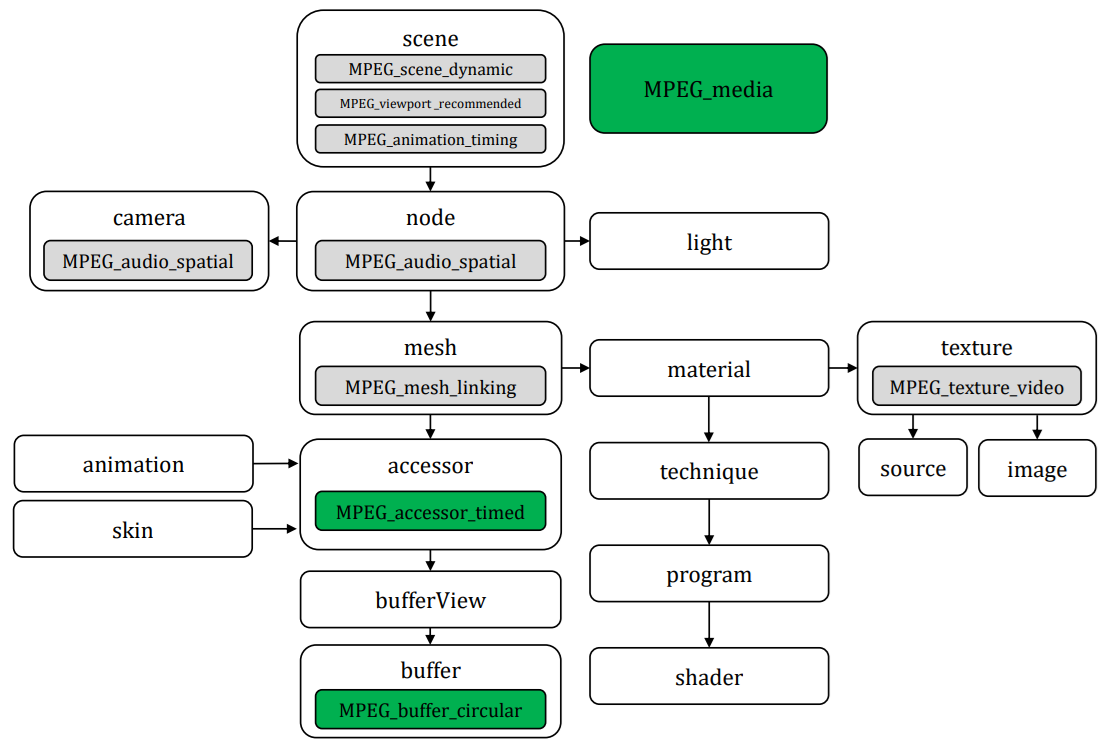 scene
MPEG_scene_dynamic
MPEG_viewport _recommended
MPEG_animation_timing
MPEG_media
camera
MPEG_audio_spatial
node
MPEG_audio_spatial
light
mesh
MPEG_mesh_linking
material
texture
MPEG_texture_video
animation
skin
accessor
MPEG_accessor_timed
technique
source
image
bufferView
program
buffer
MPEG_buffer_circular
shader